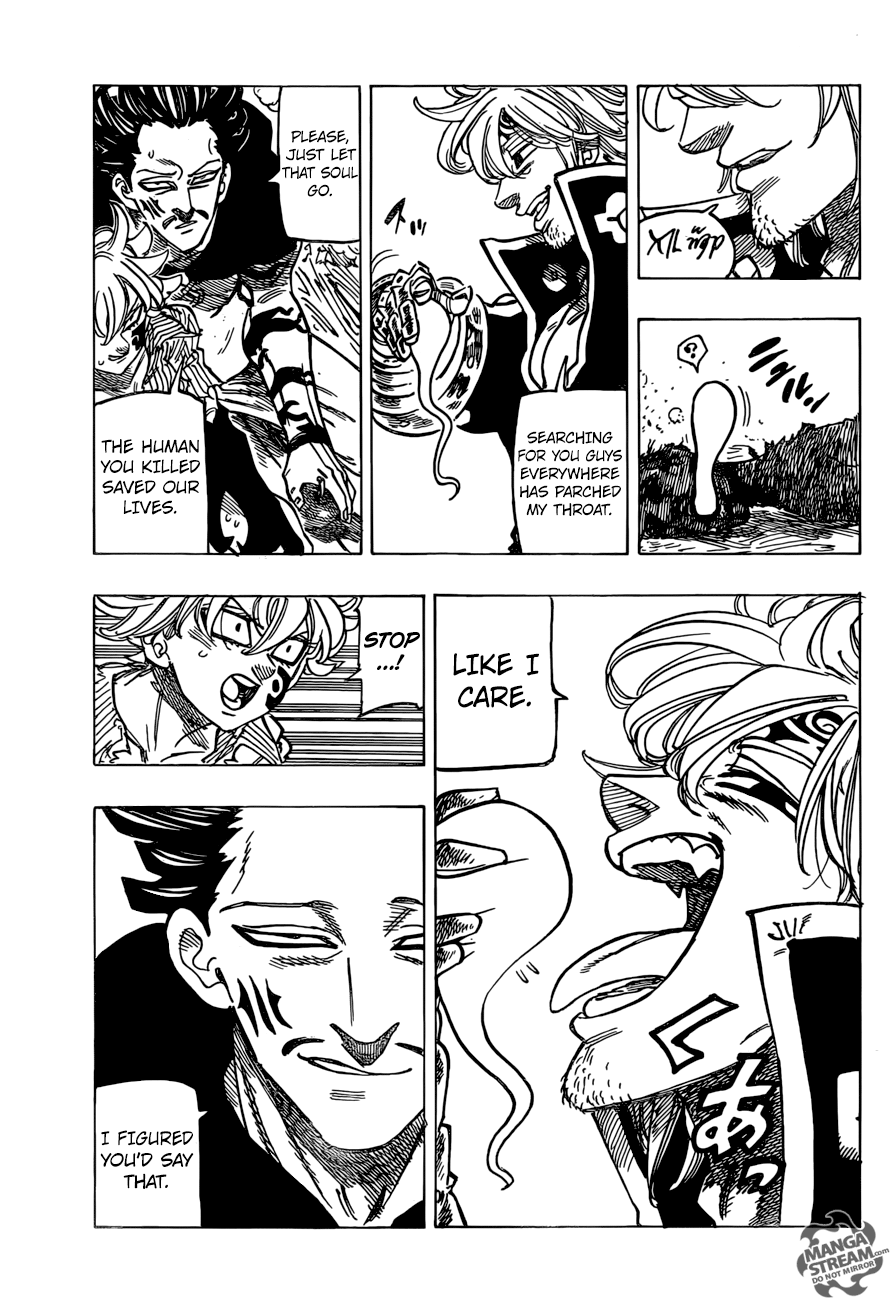 SEARCHING
FOR YOU GUYS
EVERYWHERE
HAS PARCHED
MY THROAT.
PLEASE,
JUST LET
THAT SOUL
GO.
THE HUMAN
YOU KILLED
SAVED OUR
LIVES.
?
LIKE I
CARE.
あっ
STOP
...!
I FIGURED
YOU'D SAY
THAT.
MANGA
STREAM.com
DO NOT MIRROR